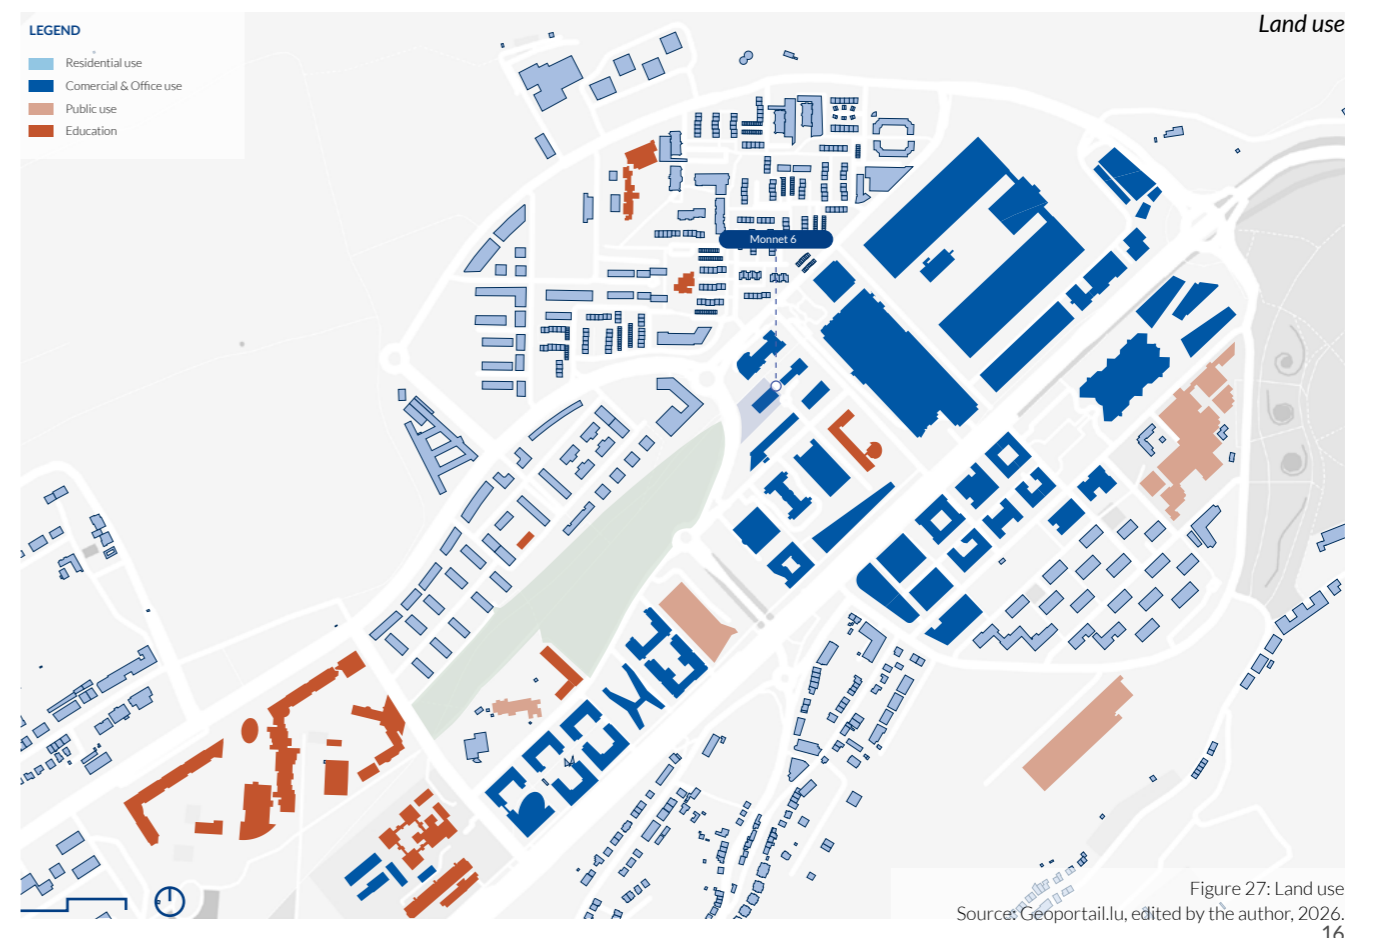 Land use
LEGEND
Residential use
Comercial & Office use
Public use
Education
Monnet 6
Figure 27: Land use
Source: Geoportail.lu, edited by the author, 2026.
16